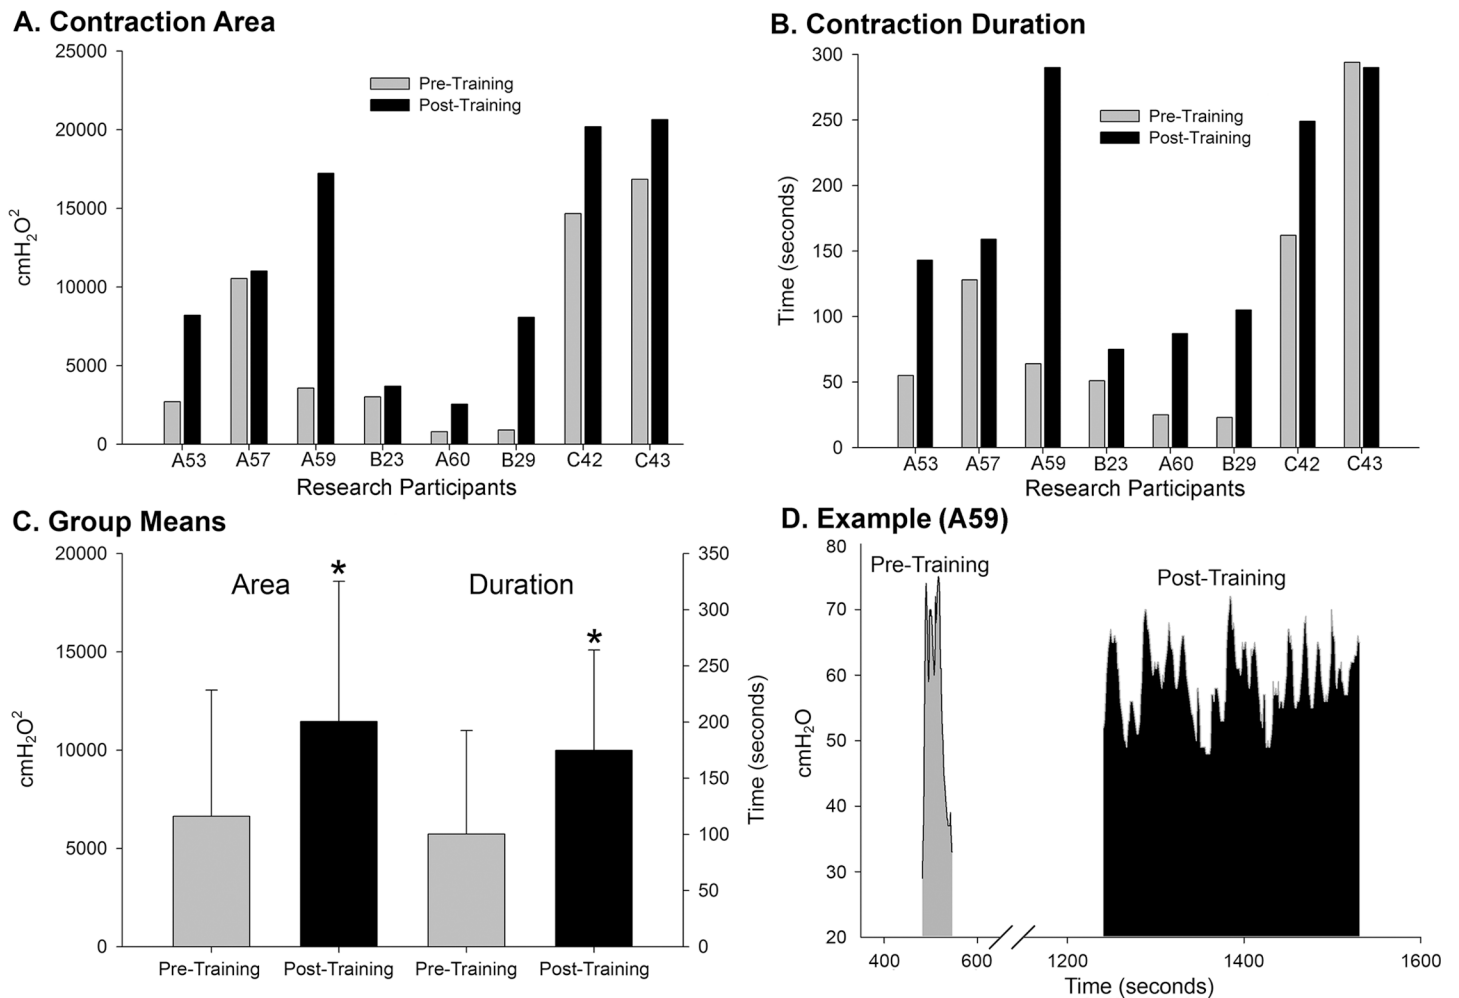 A. Contraction Area
25000
20000
15000
10000
5000
0
cmH₂O²
Pre-Training
Post-Training
A53 A57 A59 B23 A60 B29 C42 C43
Research Participants
B. Contraction Duration
300
250
200
150
100
50
0
Time (seconds)
Pre-Training
Post-Training
A53 A57 A59 B23 A60 B29 C42 C43
Research Participants
C. Group Means
20000
15000
10000
5000
0
cmH₂O²
Area
*
Duration
*
350
300
250
200
150
100
50
0
Time (seconds)
Pre-Training Post-Training Pre-Training Post-Training
D. Example (A59)
80
70
60
50
40
30
20
cmH₂O
Pre-Training
Post-Training
400 600 1200 1400 1600
Time (seconds)